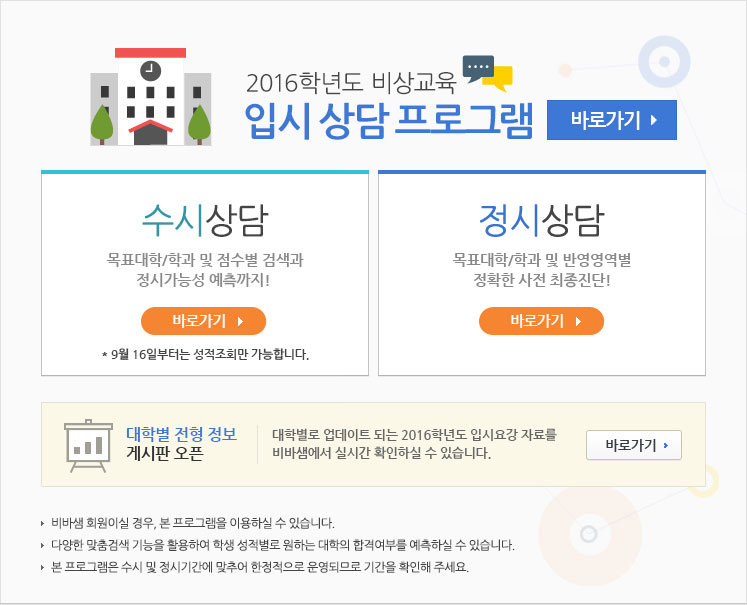 2016학년도 비상교육
입시 상담 프로그램
바로가기
수시상담
목표대학/학과 및 점수별 검색과
정시가능성 예측까지!
바로가기
* 9월 16일부터는 성적조회만 가능합니다.
정시상담
목표대학/학과 및 반영영역별
정확한 사전 최종진단!
바로가기
대학별 전형 정보
게시판 오픈
대학별로 업데이트 되는 2016학년도 입시요강 자료를
비바샘에서 실시간 확인하실 수 있습니다.
바로가기
비바샘 회원이실 경우, 본 프로그램을 이용하실 수 있습니다.
다양한 맞춤검색 기능을 활용하여 학생 성적별로 원하는 대학의 합격여부를 예측하실 수 있습니다.
본 프로그램은 수시 및 정시기간에 맞추어 한정적으로 운영되므로 기간을 확인해 주세요.